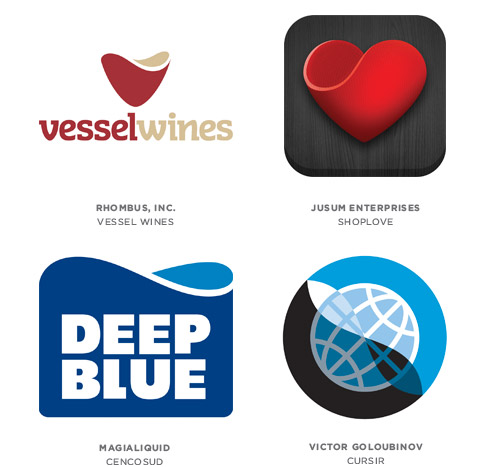 vesselwines
RHOMBUS, INC.
VESSEL WINES
JUSUM ENTERPRISES
SHOPLOVE
DEEP
BLUE
MAGIALIQUID
CENCOSUD
VICTOR GOLOUBINOV
CURSIR